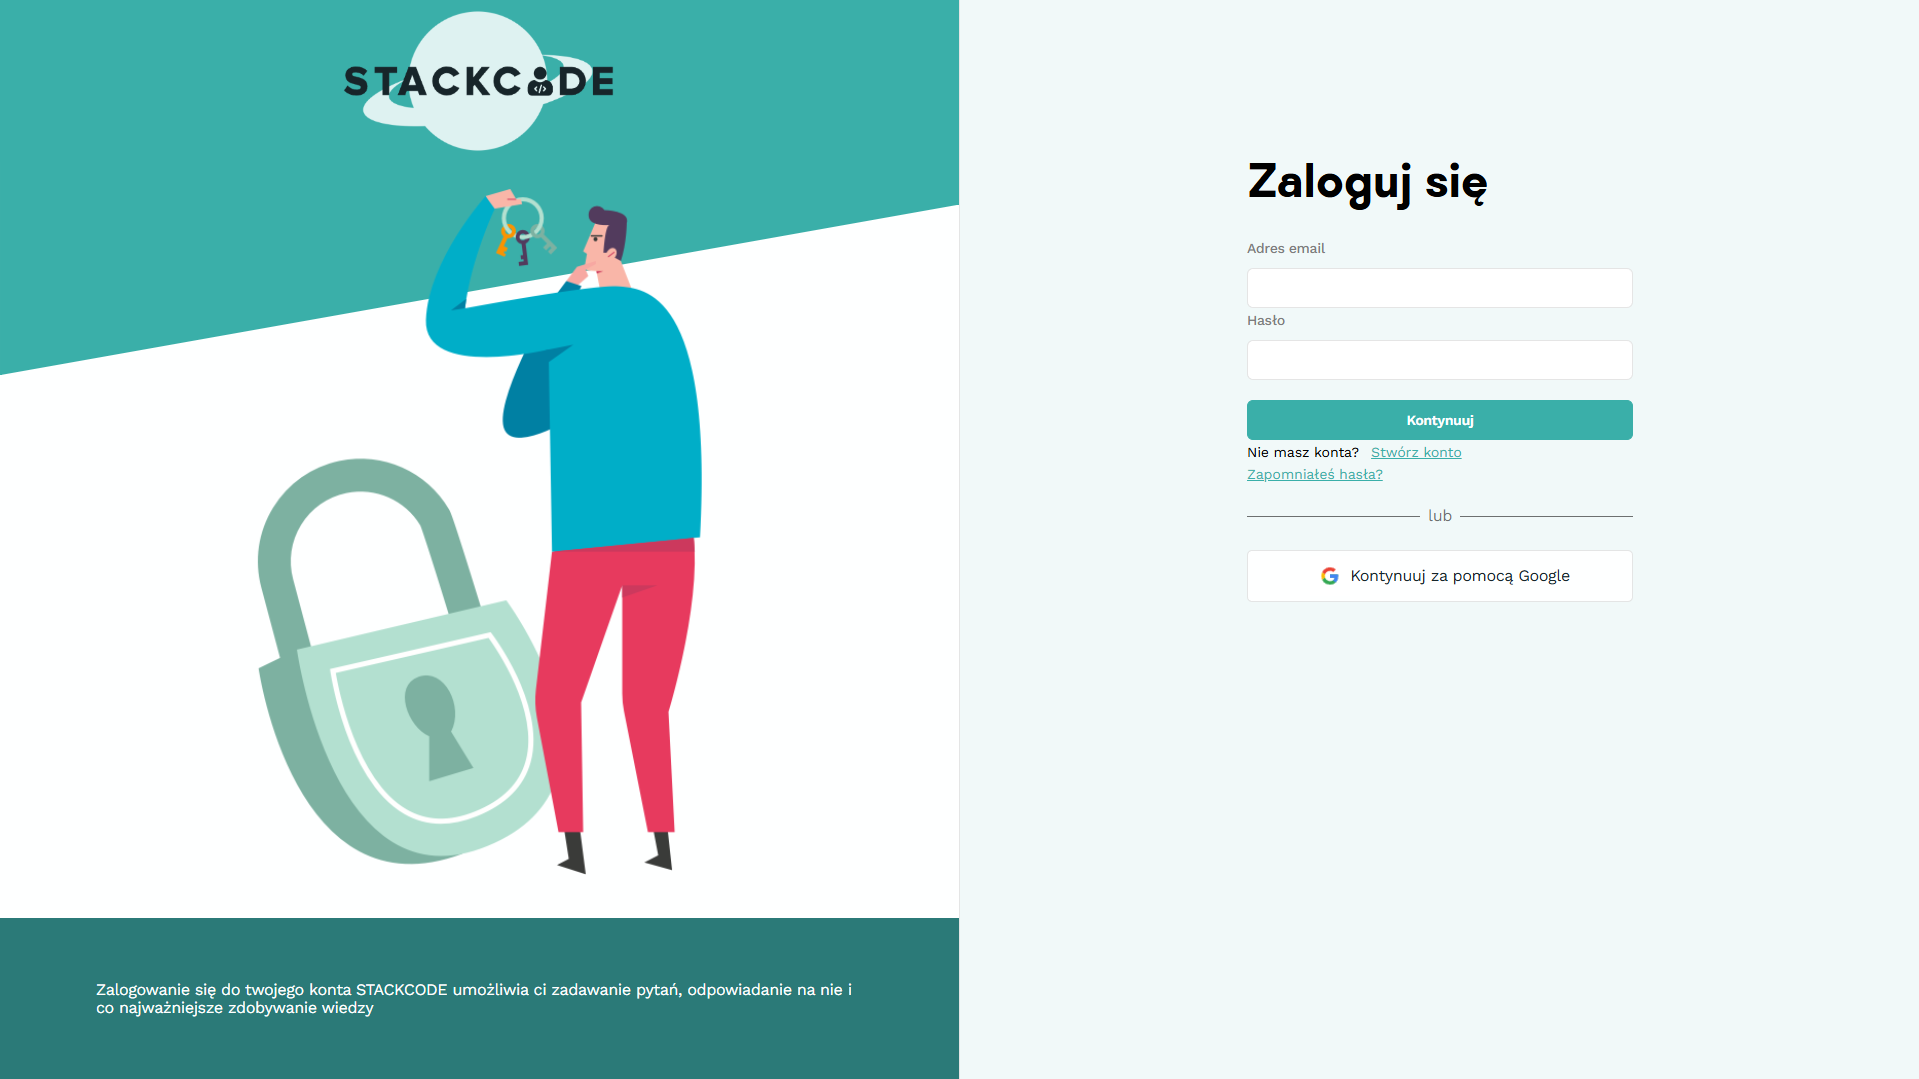 STACKCODE
Zaloguj się
Adres email
Hasło
Kontynuuj
Nie masz konta? Stwórz konto
Zapomniałeś hasła?
lub
Kontynuuj za pomocą Google
Zalogowanie się do twojego konta STACKCODE umożliwia ci zadawanie pytań, odpowiadanie na nie i
co najważniejsze zdobywanie wiedzy